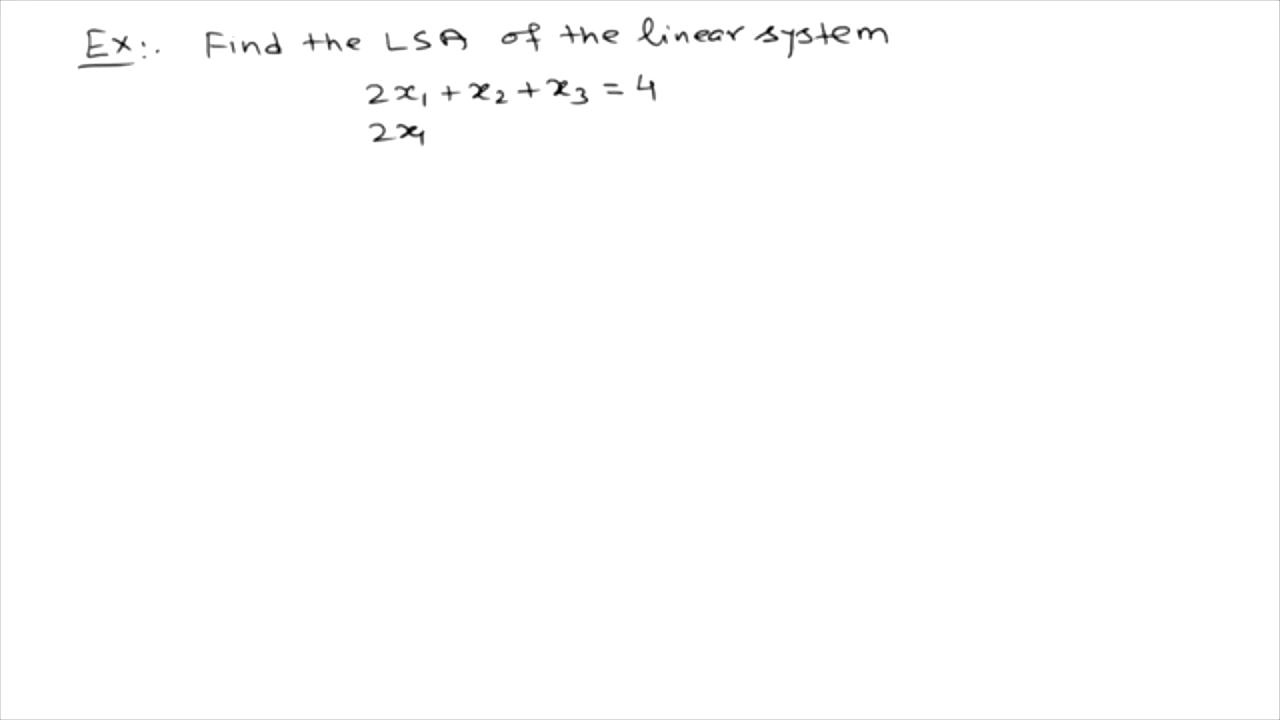 Ex:. Find the LSA of the linear system
2x₁ + x₂ + x₃ = 4
2x₁